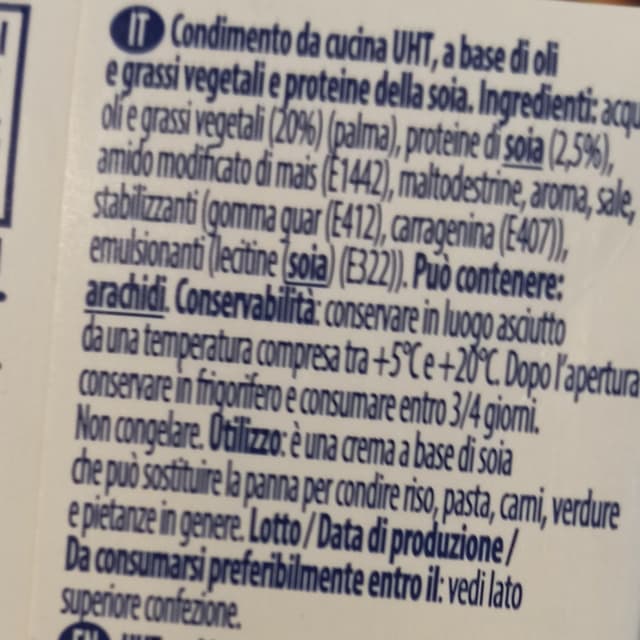 IT Condimento da cucina UHT, a base di oli
e grassi vegetali e proteine della soia. Ingredienti: acqu
oli e grassi vegetali (20%) (palma), proteine di soia (2,5%),
amido modificato di mais (E1442), maltodestrine, aroma, sale,
stabilizzanti (gomma guar (E412), carragenina (E407)),
emulsionanti (lecitine (soia) (E322)). Può contenere:
arachidi. Conservabilità: conservare in luogo asciutto
da una temperatura compresa tra +5°C e +20°C. Dopo l'apertura
conservare in frigorifero e consumare entro 3/4 giorni.
Non congelare. Utilizzo: è una crema a base di soia
che può sostituire la panna per condire riso, pasta, carni, verdure
e pietanze in genere. Lotto / Data di produzione /
Da consumarsi preferibilmente entro il: vedi lato
superiore confezione.